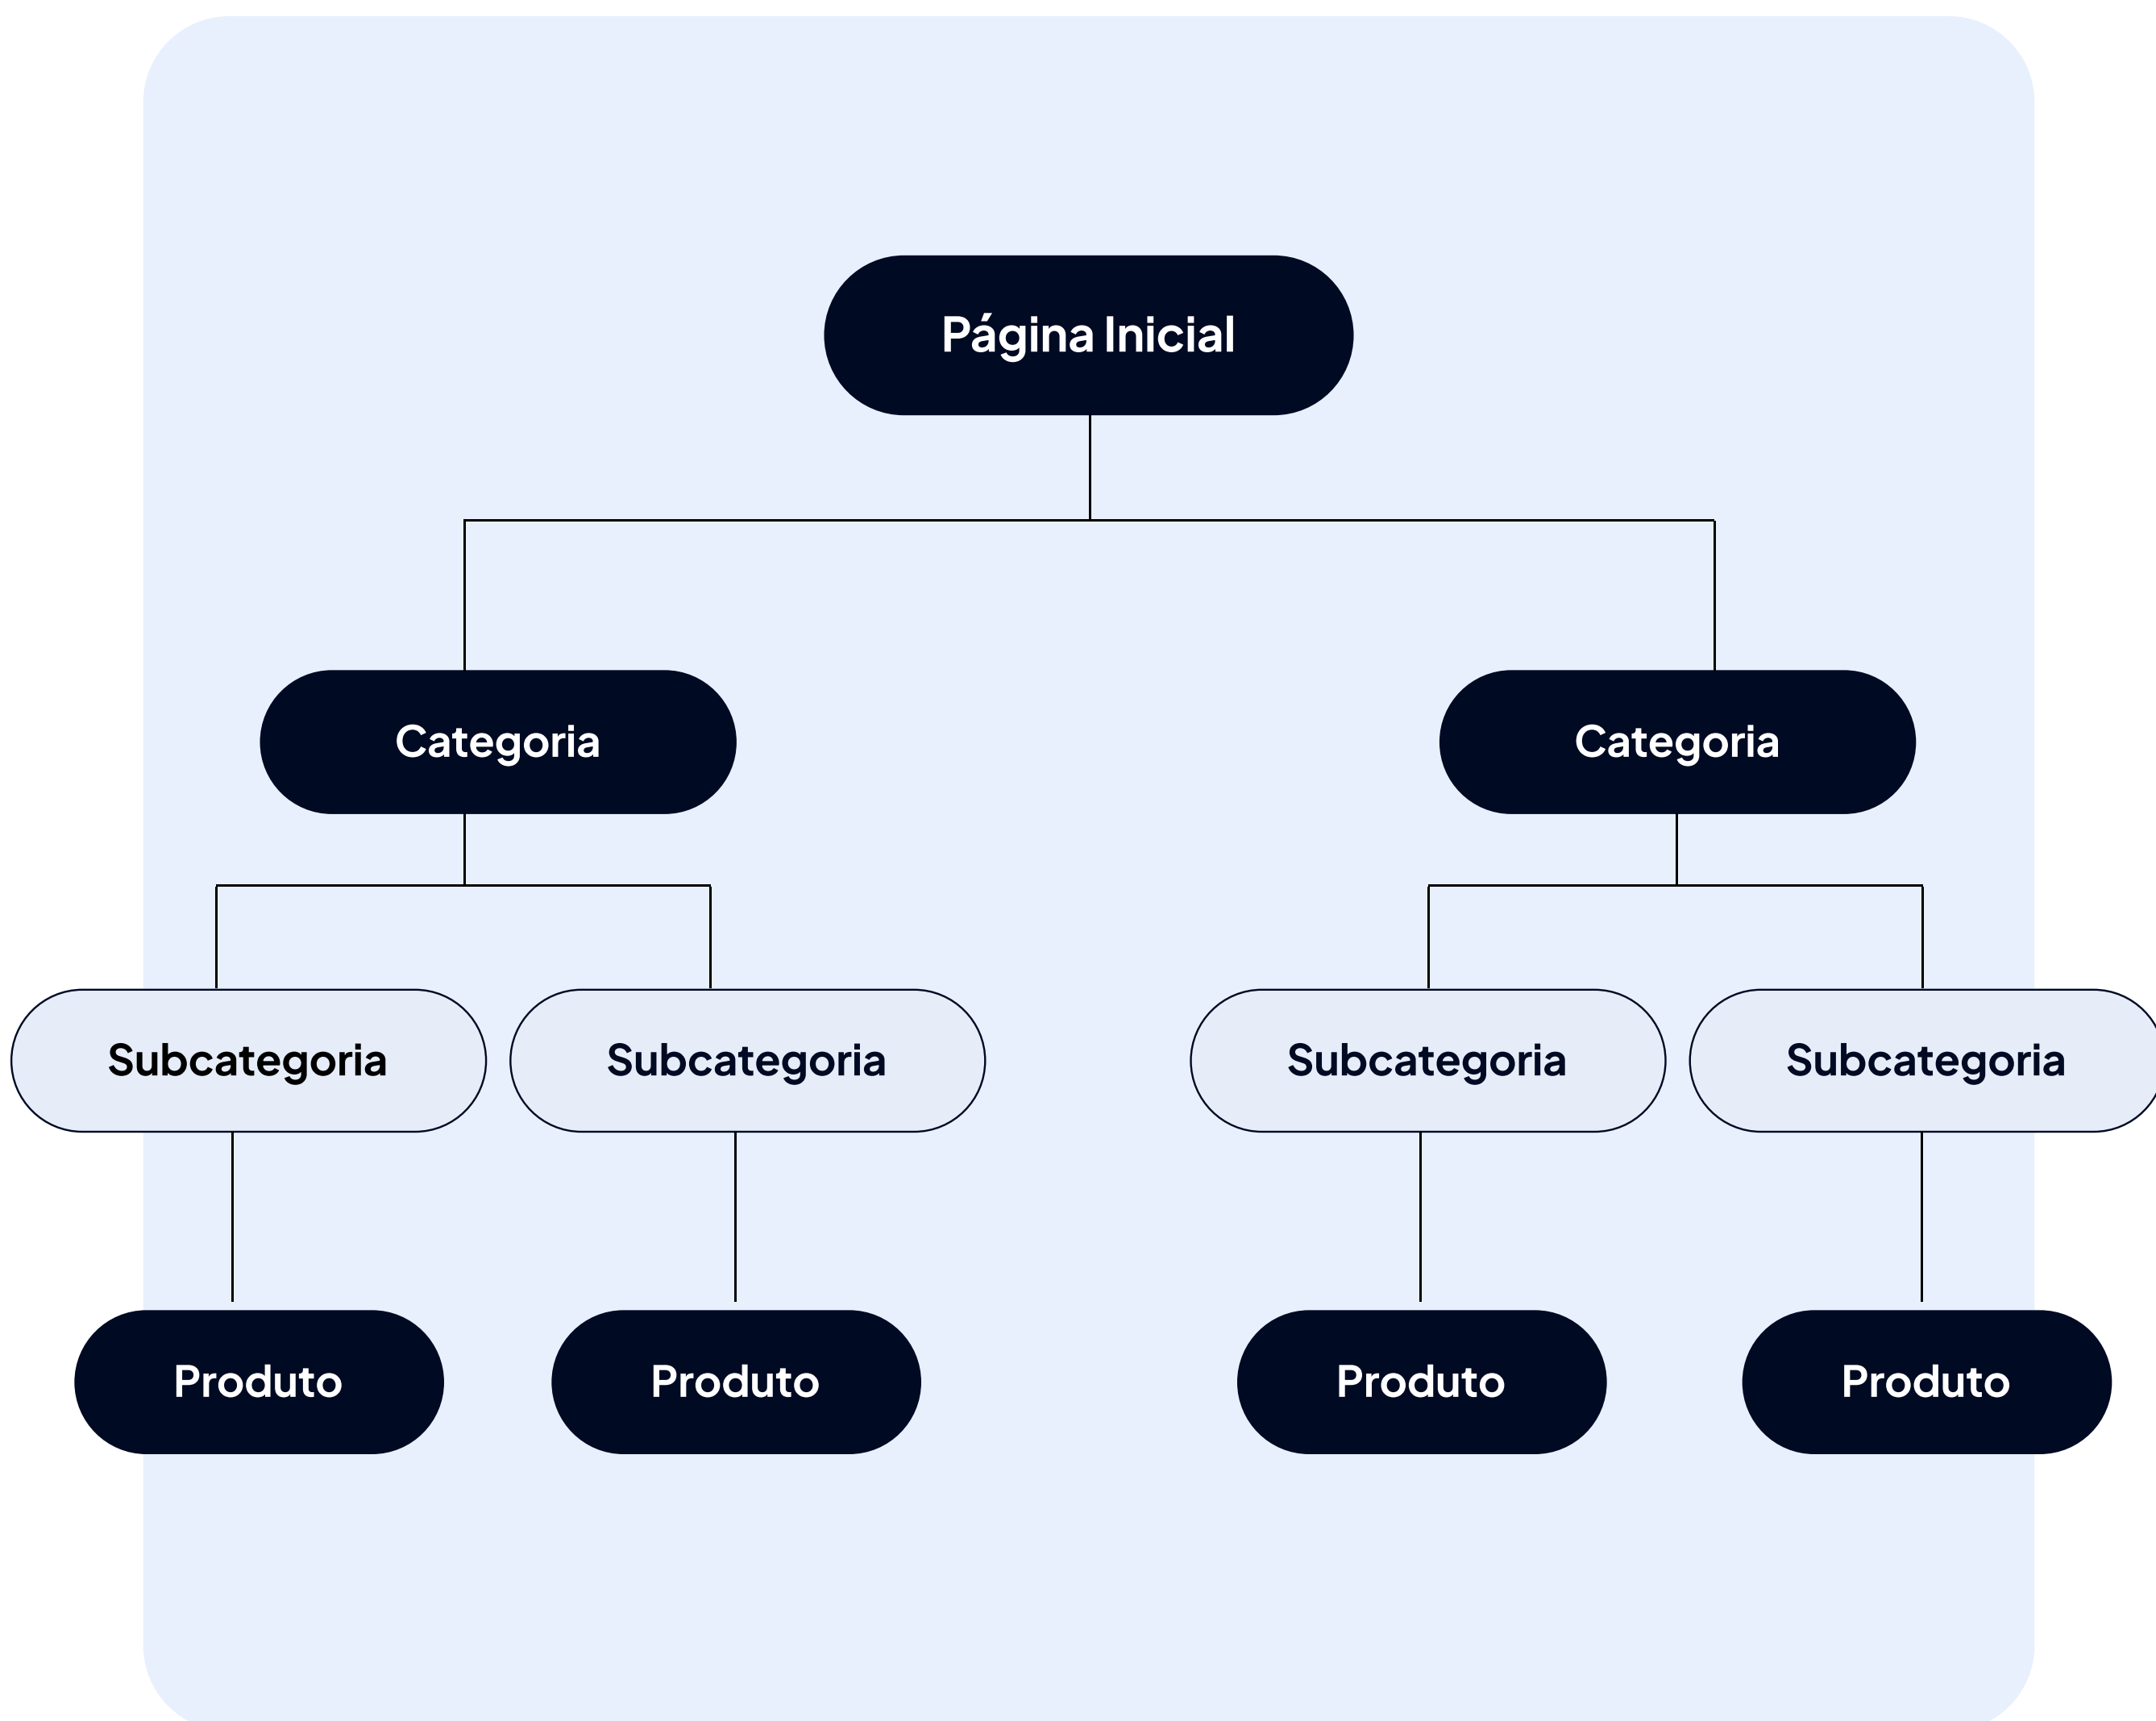 Página Inicial
Categoria
Categoria
Subcategoria
Subcategoria
Subcategoria
Subcategoria
Produto
Produto
Produto
Produto